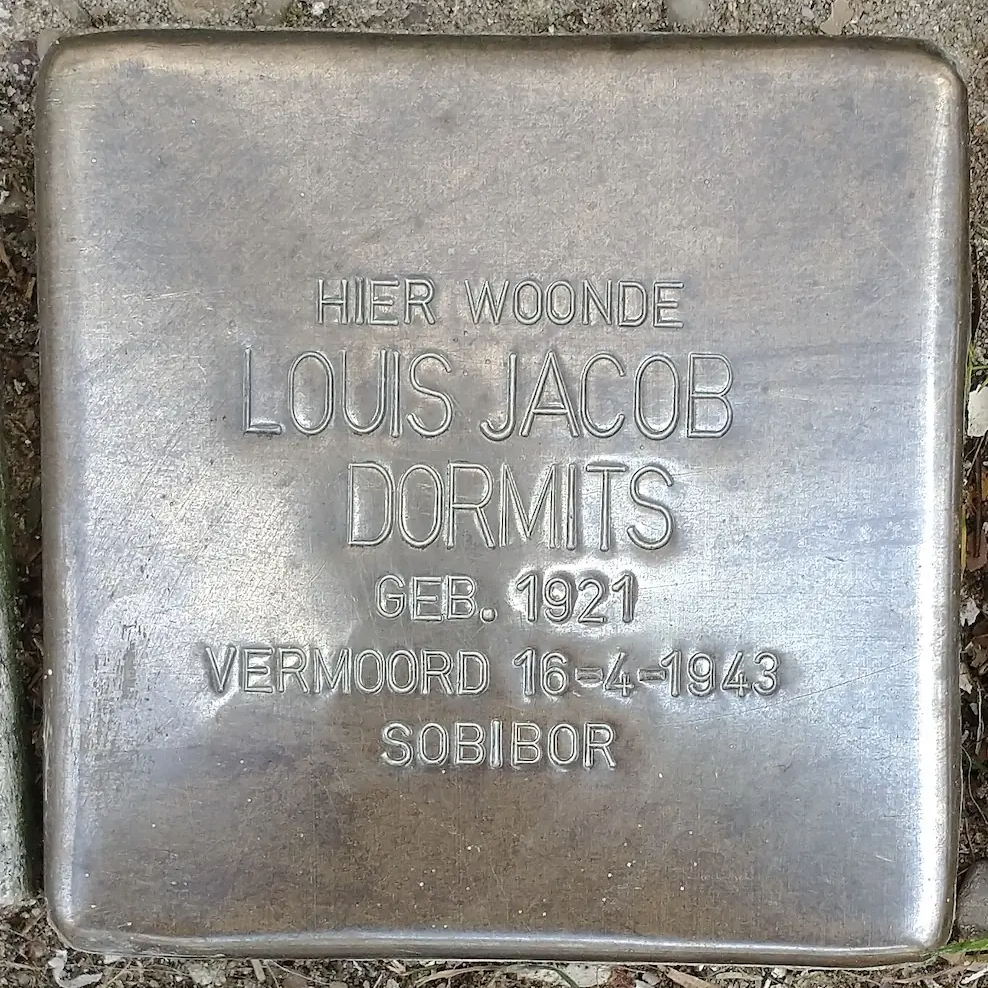 HIER WOONDE
LOUIS JACOB
DORMITS
GEB. 1921
VERMOORD 16-4-1943
SOBIBOR